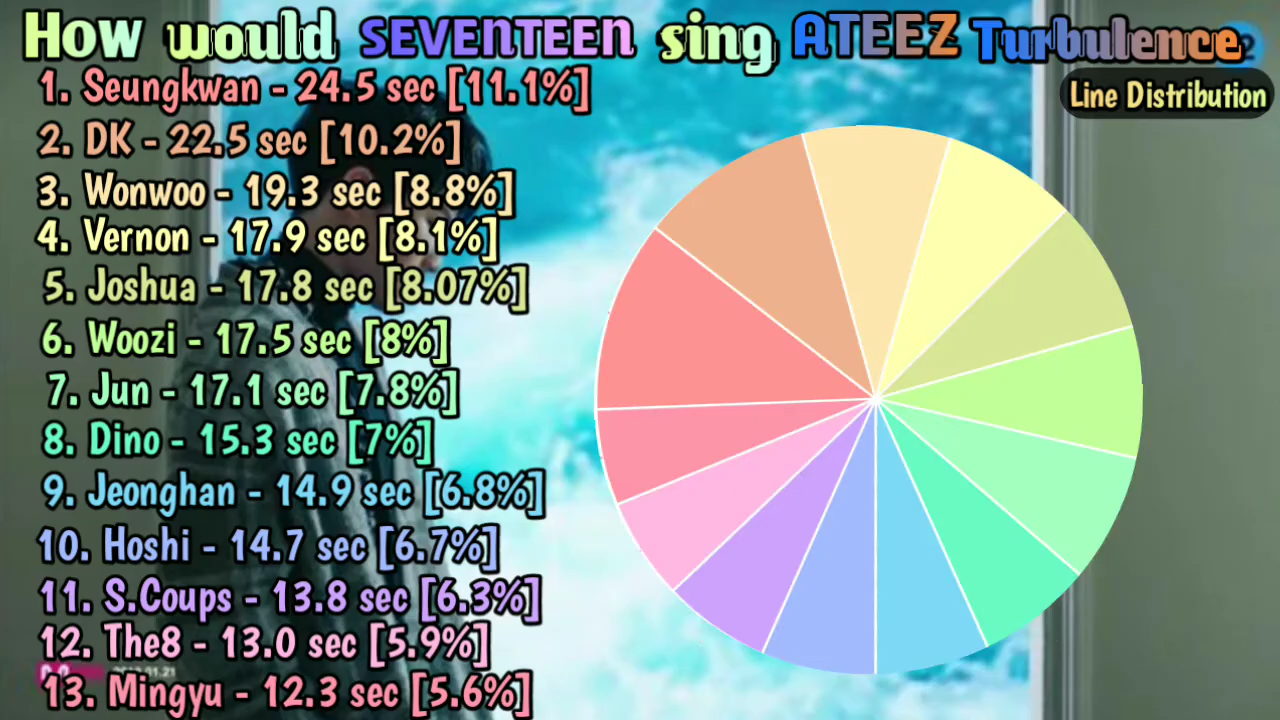 How would SEVENTEEN sing ATEEZ Turbulence
Line Distribution
1. Seungkwan - 24.5 sec [11.1%]
2. DK - 22.5 sec [10.2%]
3. Wonwoo - 19.3 sec [8.8%]
4. Vernon - 17.9 sec [8.1%]
5. Joshua - 17.8 sec [8.07%]
6. Woozi - 17.5 sec [8%]
7. Jun - 17.1 sec [7.8%]
8. Dino - 15.3 sec [7%]
9. Jeonghan - 14.9 sec [6.8%]
10. Hoshi - 14.7 sec [6.7%]
11. S.Coups - 13.8 sec [6.3%]
12. The8 - 13.0 sec [5.9%]
13. Mingyu - 12.3 sec [5.6%]